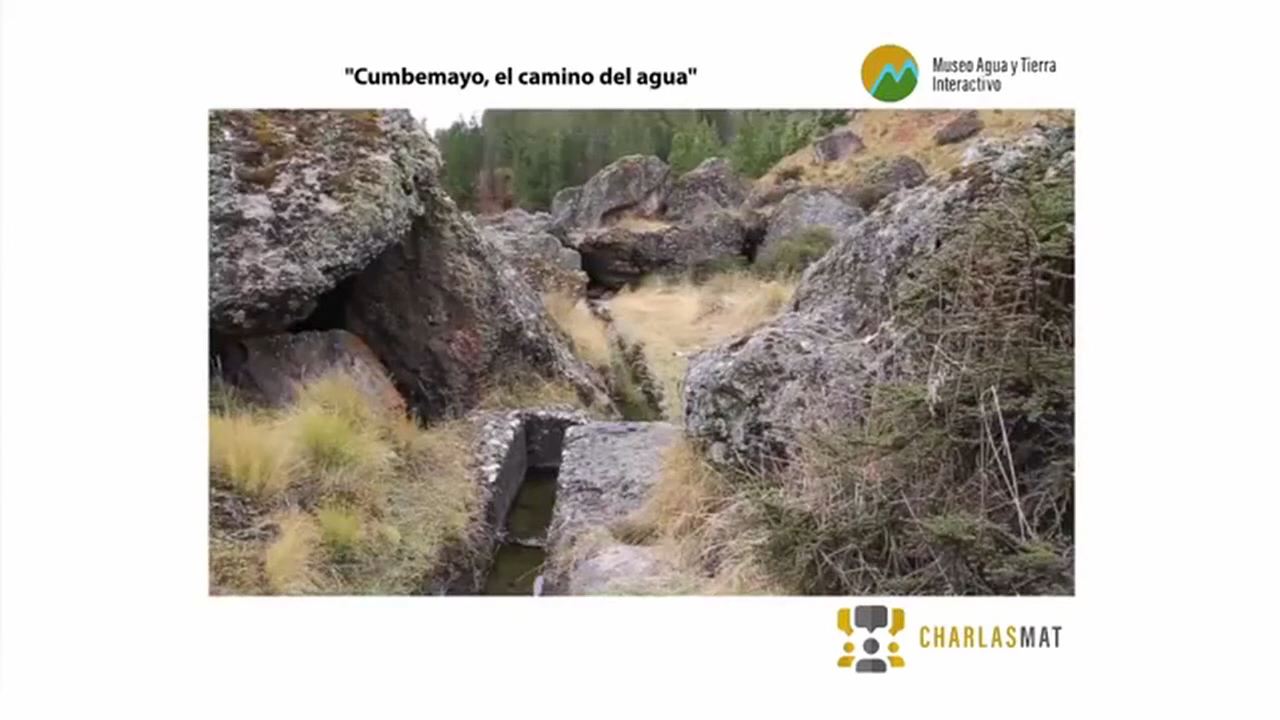 "Cumbemayo, el camino del agua"
Museo Agua y Tierra
Interactivo
CHARLASMAT